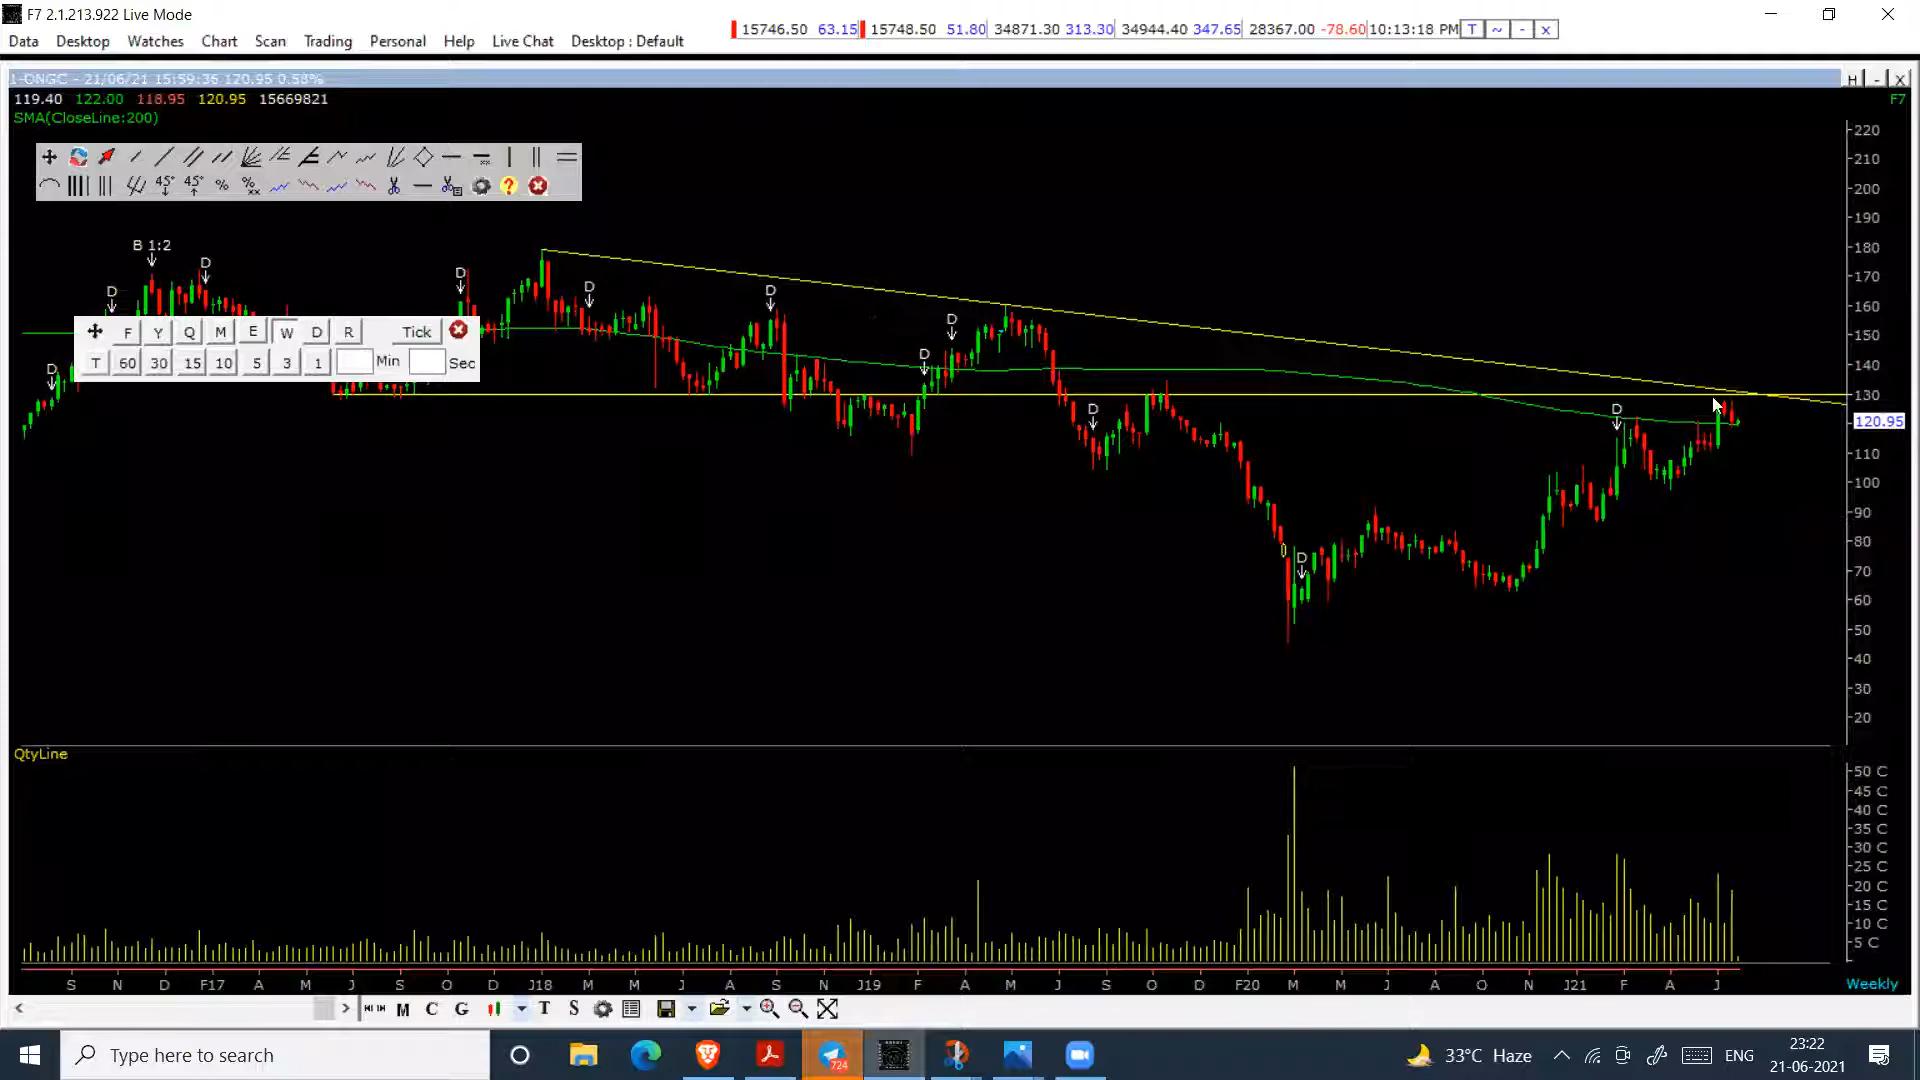 F7 2.1.213.922 Live Mode
Data Desktop Watches Chart Scan Trading Personal Help Live Chat Desktop : Default
15746.50 63.15 15748.50 51.80 34871.30 313.30 34944.40 347.65 28367.00 -78.60 10:13:18 PM T ~ - x
1-ONGC - 21/06/21 15:59:36 120.95 0.58% H - X
119.40 122.00 118.95 120.95 15669821 F7
SMA(CloseLine:200)
45° 45° % %xx
F Y Q M E W D R Tick
T 60 30 15 10 5 3 1 Min Sec
B 1:2
D
D
D
D
D
D
D
D
D
D
D
D
220
210
200
190
180
170
160
150
140
130
120.95
110
100
90
80
70
60
50
40
30
20
QtyLine
50 C
45 C
40 C
35 C
30 C
25 C
20 C
15 C
10 C
5 C
S N D F17 A M J S O D J18 M M J A S N J19 F A M J S O D F20 M M J A O N J21 F A J Weekly
M C G T S
Type here to search 724 33°C Haze ENG 23:22
21-06-2021